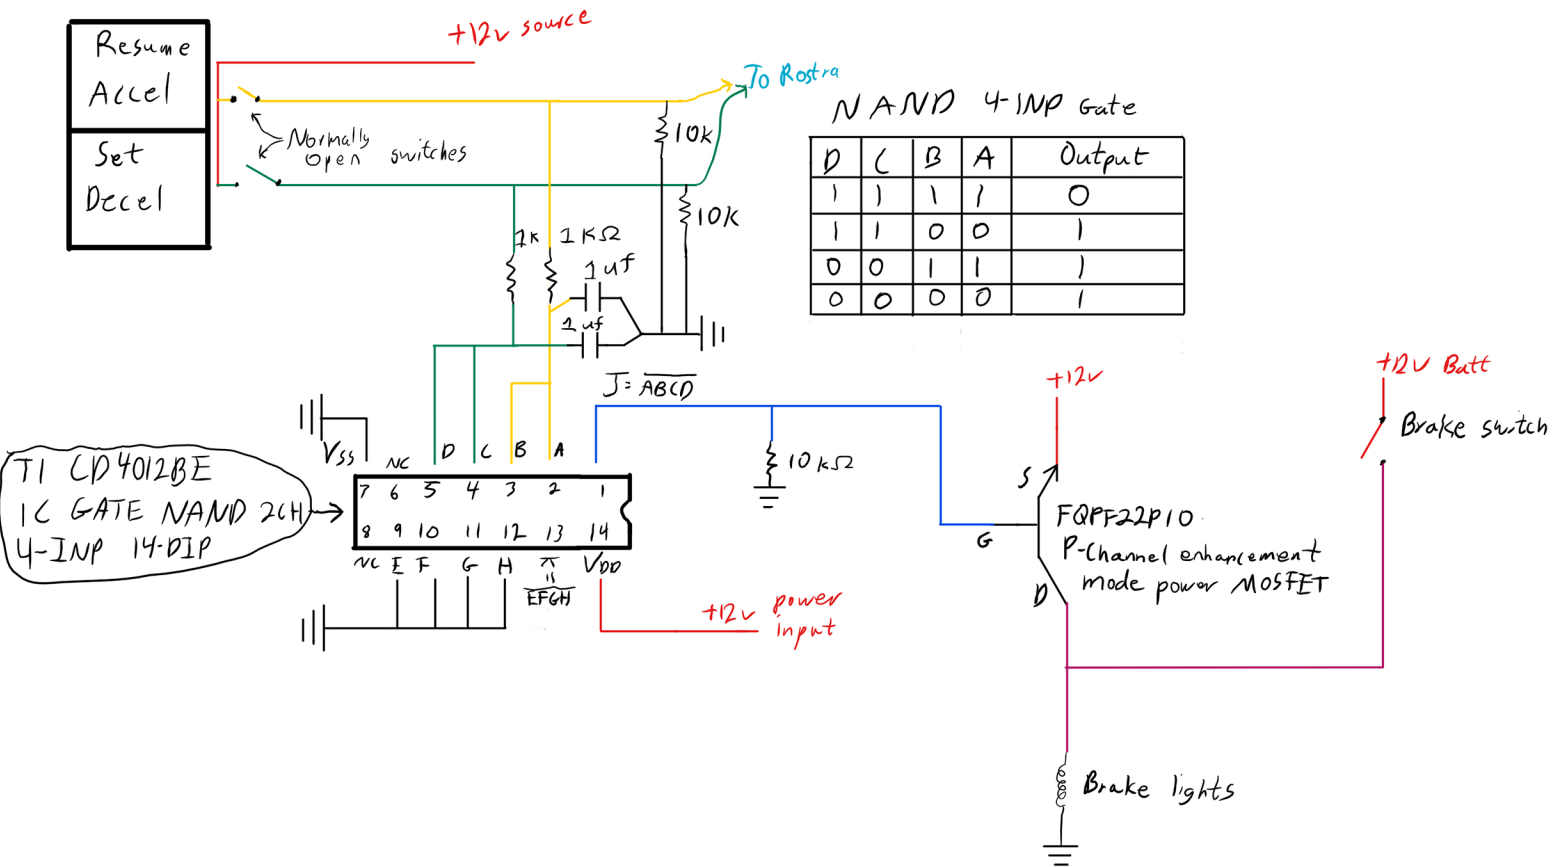 +12v source
Resume
Accel
Set
Decel
Normally
open switches
To Rostra
10K
10K
1K
1KΩ
1uf
1uf
NAND 4-INP Gate
D C B A Output
1 1 1 1 0
1 1 0 0 1
0 0 1 1 1
0 0 0 0 1
J=ABCD
Vss NC D C B A
7 6 5 4 3 2 1
8 9 10 11 12 13 14
NC E F G H K VDD
=
EFGH
TI CD4012BE
IC GATE NAND 2CH
4-INP 14-DIP
+12v power
input
10KΩ
+12v
S
G
D
FQPF22P10
P-Channel enhancement
mode power MOSFET
+12V Batt
Brake switch
Brake lights